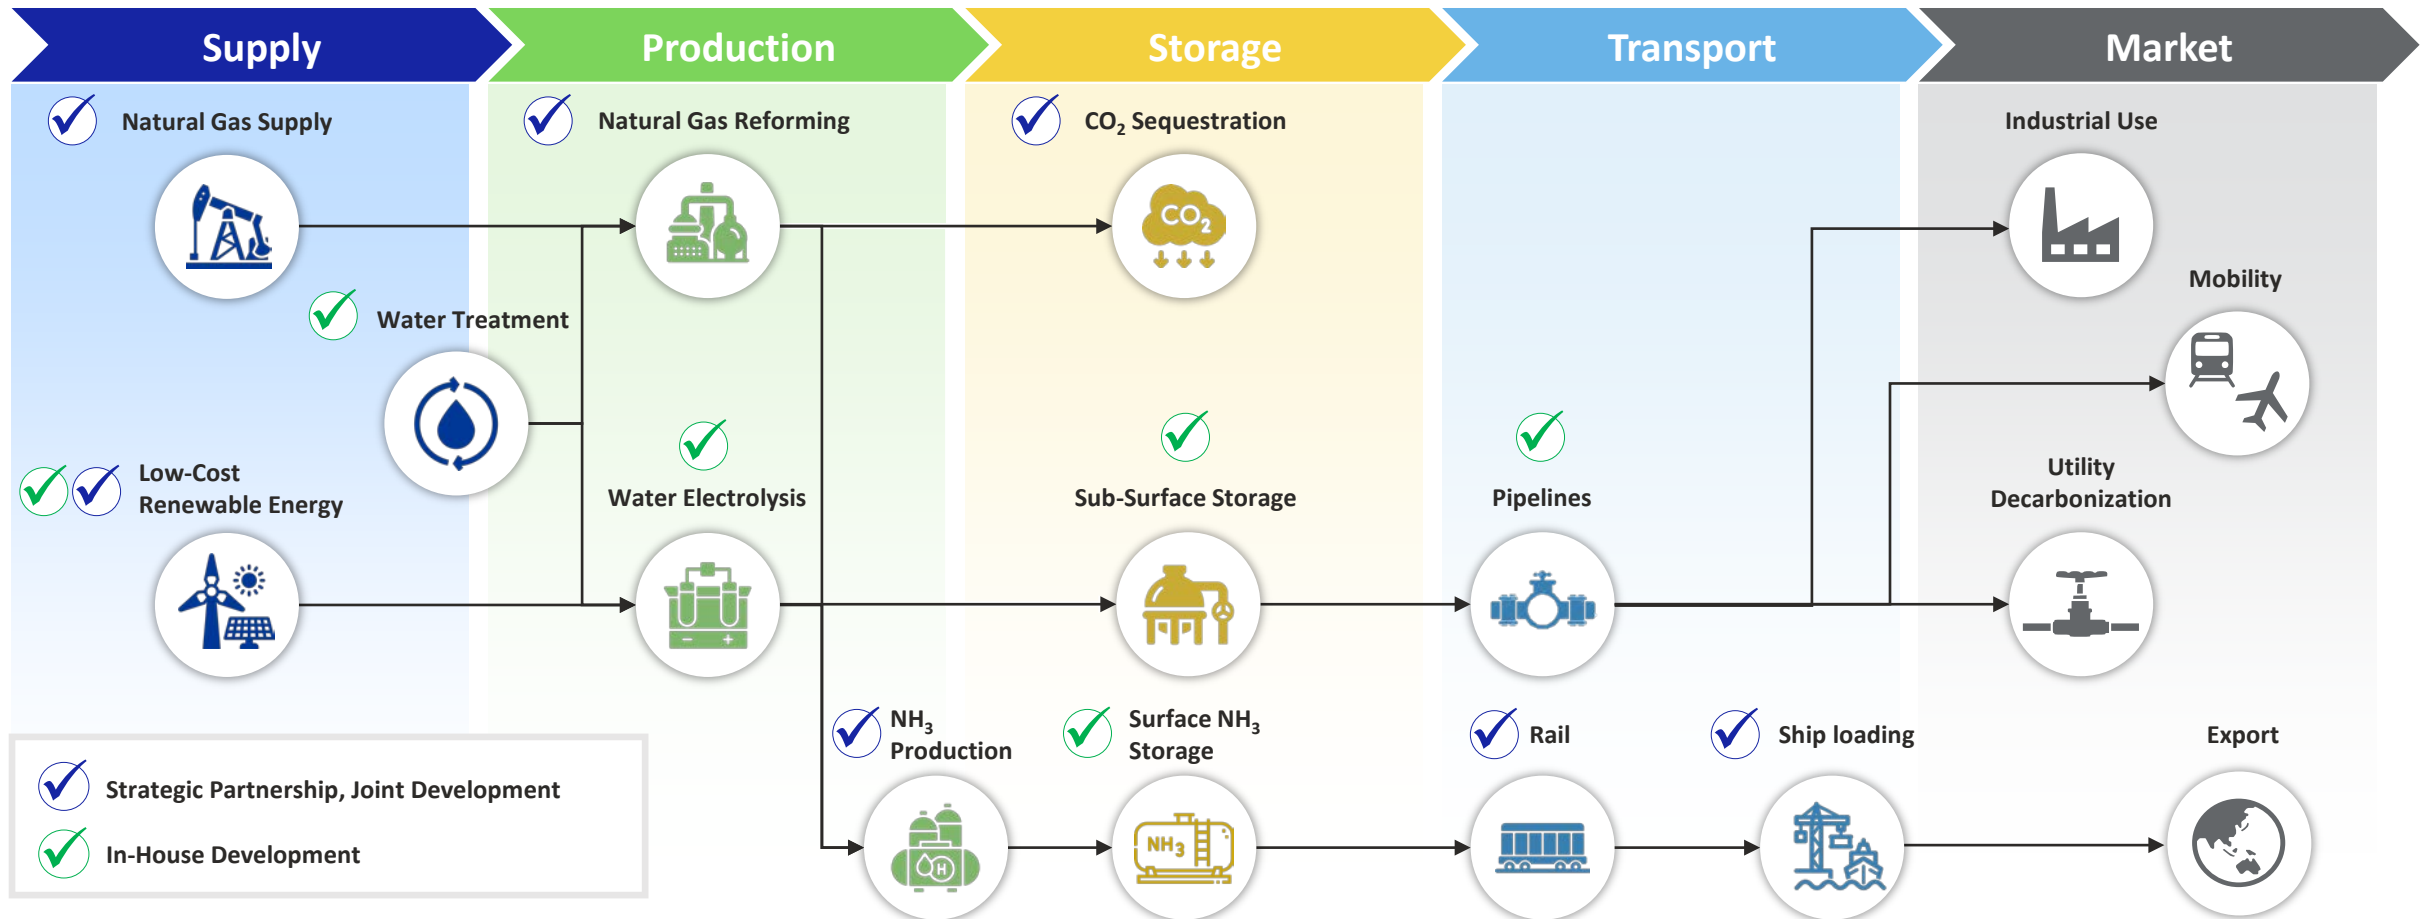 Supply
Production
Storage
Transport
Market
Natural Gas Supply
Natural Gas Reforming
CO₂ Sequestration
Industrial Use
CO₂
Mobility
Water Treatment
Low-Cost
Renewable Energy
Water Electrolysis
Sub-Surface Storage
Pipelines
Utility
Decarbonization
− +
NH₃
Production
Surface NH₃
Storage
Rail
Ship loading
Export
H
NH₃
Strategic Partnership, Joint Development
In-House Development